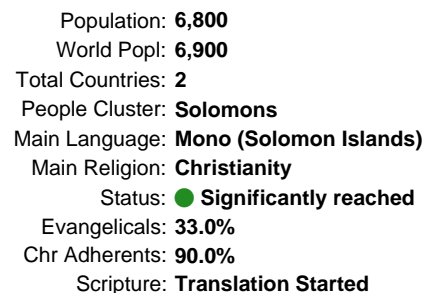 Population: 6,800
World Popl: 6,900
Total Countries: 2
People Cluster: Solomons
Main Language: Mono (Solomon Islands)
Main Religion: Christianity
Status: Significantly reached
Evangelicals: 33.0%
Chr Adherents: 90.0%
Scripture: Translation Started